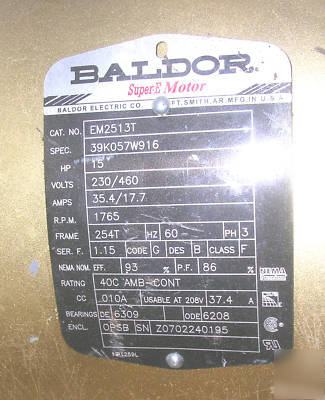 BALDOR
Super-E Motor
BALDOR ELECTRIC CO. FT. SMITH, AR. MFG. IN U.S.A
CAT. NO. EM2513T
SPEC. 39K057W916
HP 15
VOLTS 230/460
AMPS 35.4/17.7
R.P.M. 1765
FRAME 254T HZ 60 PH 3
SER. F. 1.15 CODE G DES B CLASS F
NEMA NOM. EFF. 93 % P.F. 86 %
NEMA Premium
RATING 40C AMB-CONT
CC 010A USABLE AT 208V 37.4 A
BEARINGS DE 6309 ODE 6208
ENCL. OPSB SN Z0702240195